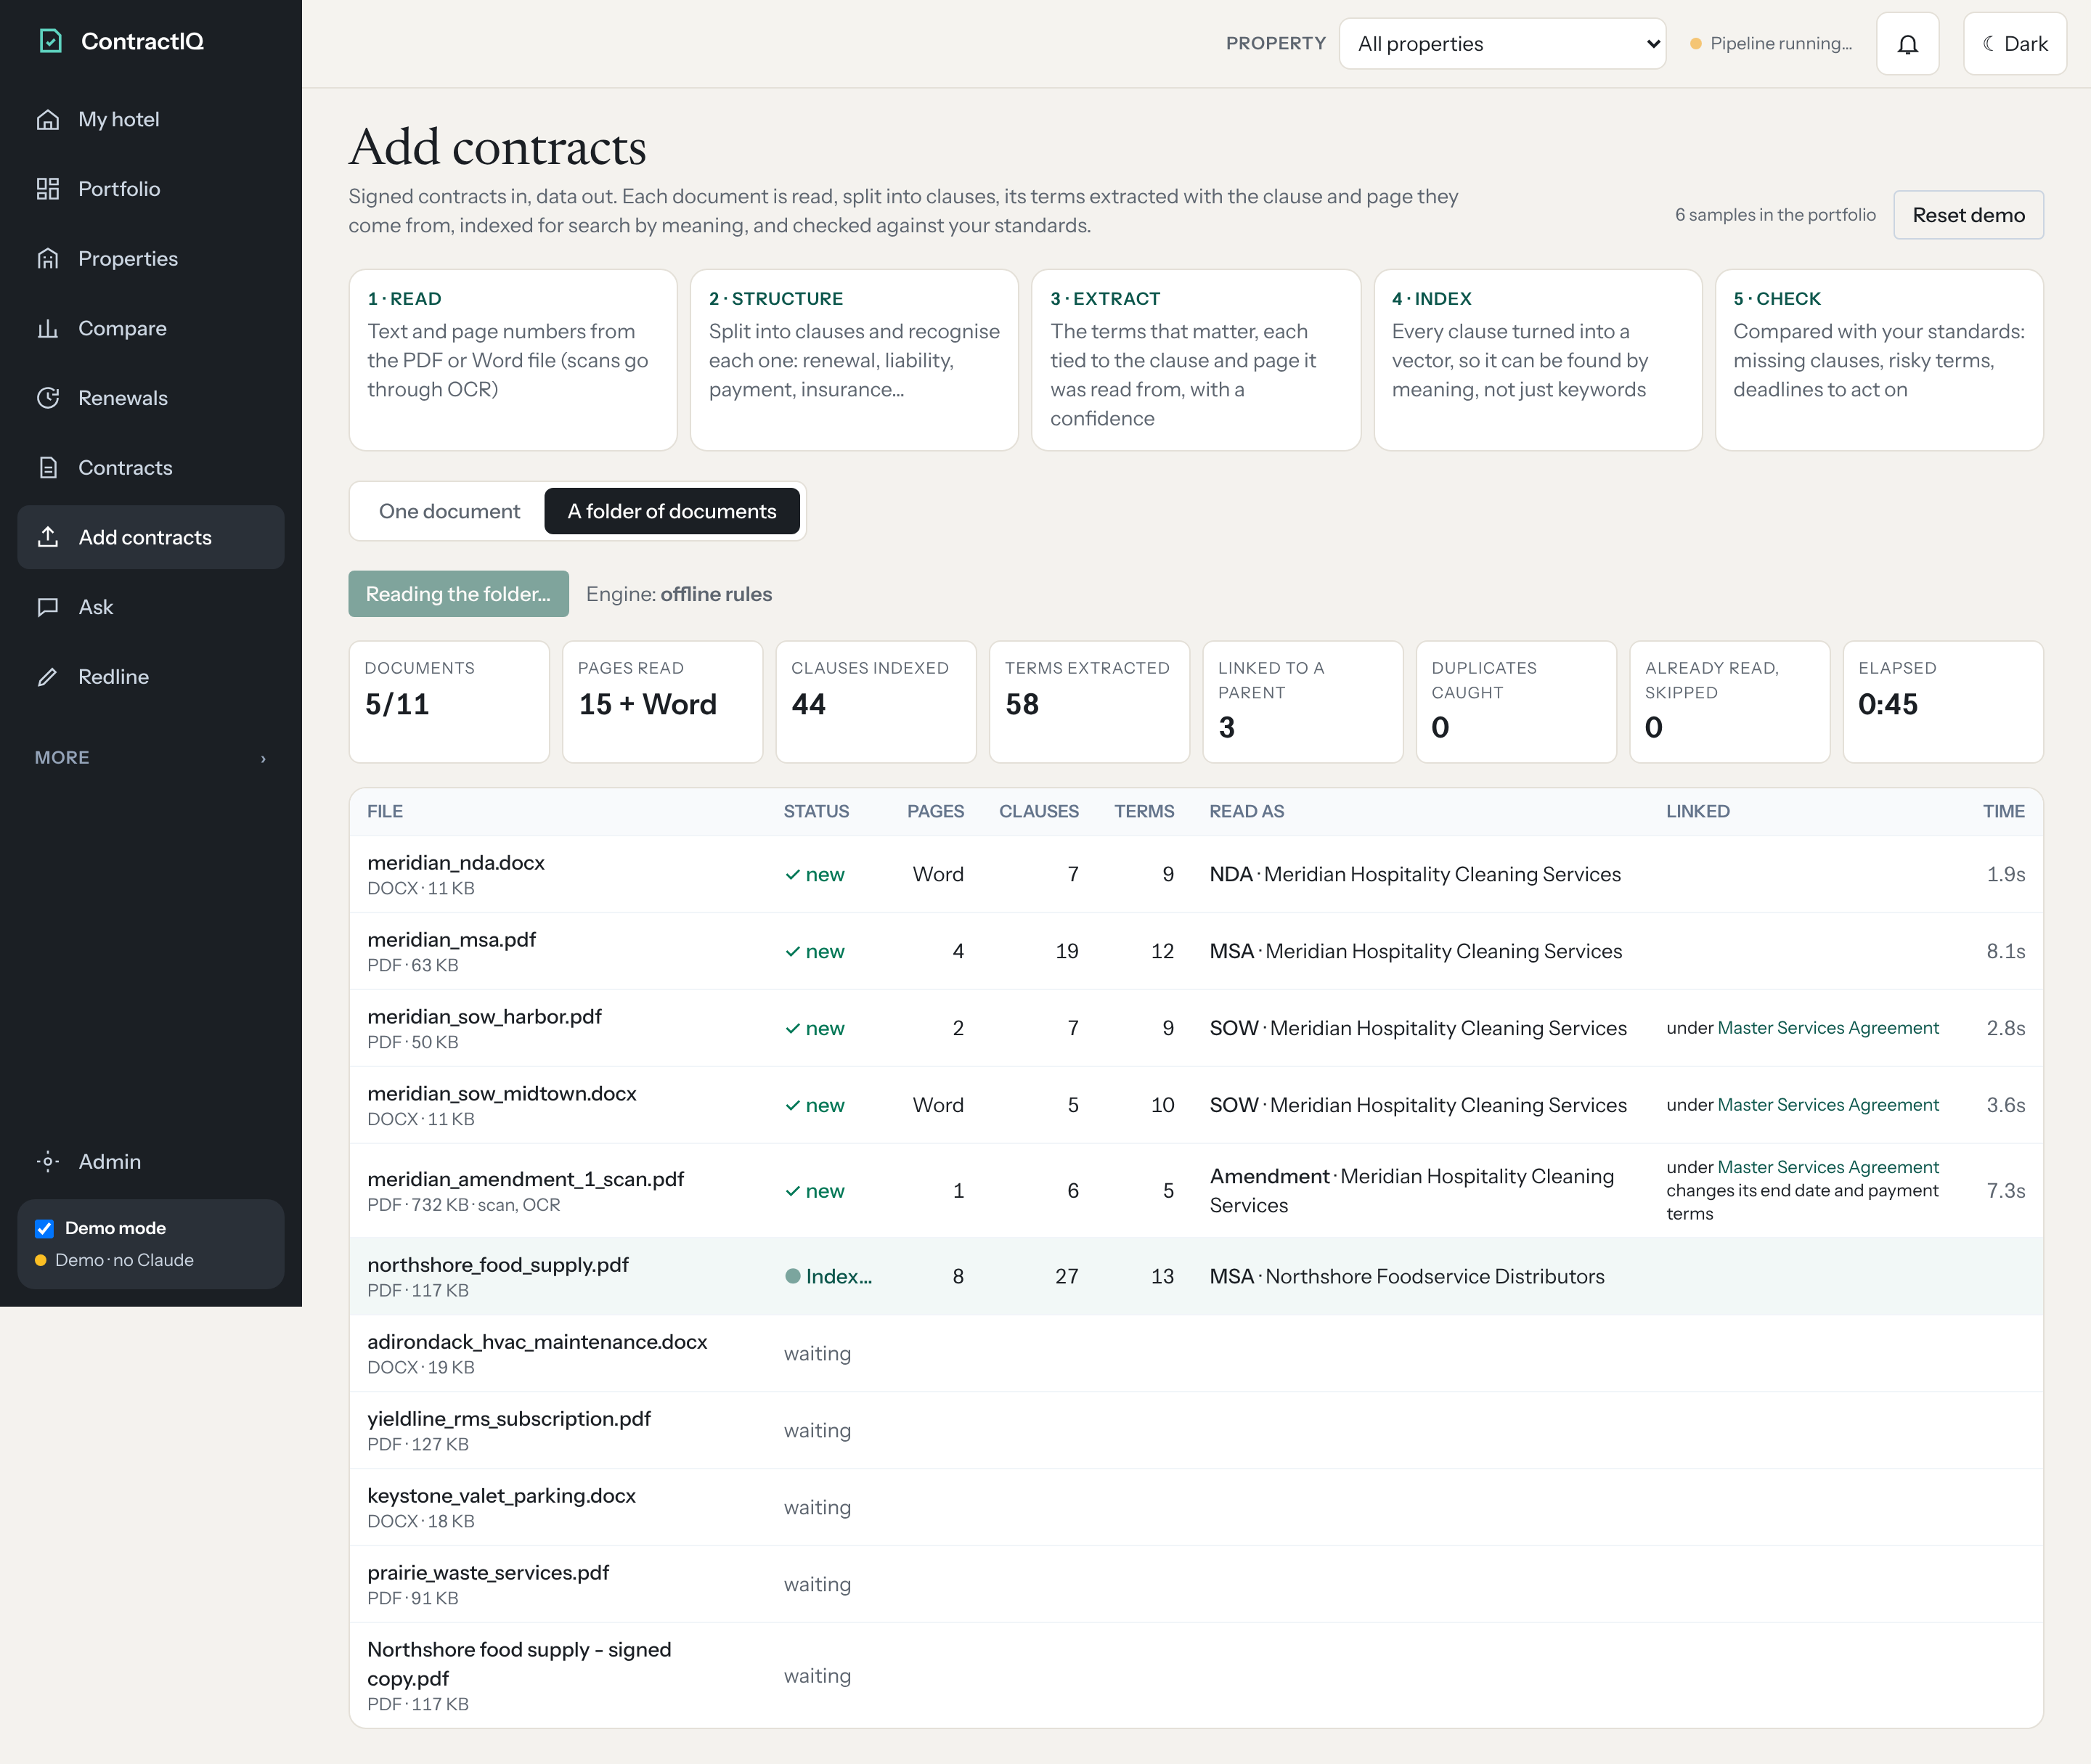 ContractIQ
My hotel
Portfolio
Properties
Compare
Renewals
Contracts
Add contracts
Ask
Redline
MORE ›
Admin
Demo mode
Demo · no Claude
PROPERTY All properties Pipeline running... ☾ Dark
Add contracts
Signed contracts in, data out. Each document is read, split into clauses, its terms extracted with the clause and page they
come from, indexed for search by meaning, and checked against your standards.
6 samples in the portfolio Reset demo
1 · READ
Text and page numbers from
the PDF or Word file (scans go
through OCR)
2 · STRUCTURE
Split into clauses and recognise
each one: renewal, liability,
payment, insurance...
3 · EXTRACT
The terms that matter, each
tied to the clause and page it
was read from, with a
confidence
4 · INDEX
Every clause turned into a
vector, so it can be found by
meaning, not just keywords
5 · CHECK
Compared with your standards:
missing clauses, risky terms,
deadlines to act on
One document A folder of documents
Reading the folder... Engine: offline rules
DOCUMENTS
5/11
PAGES READ
15 + Word
CLAUSES INDEXED
44
TERMS EXTRACTED
58
LINKED TO A
PARENT
3
DUPLICATES
CAUGHT
0
ALREADY READ,
SKIPPED
0
ELAPSED
0:45
FILE STATUS PAGES CLAUSES TERMS READ AS LINKED TIME
meridian_nda.docx
DOCX · 11 KB
✓ new Word 7 9 NDA · Meridian Hospitality Cleaning Services 1.9s
meridian_msa.pdf
PDF · 63 KB
✓ new 4 19 12 MSA · Meridian Hospitality Cleaning Services 8.1s
meridian_sow_harbor.pdf
PDF · 50 KB
✓ new 2 7 9 SOW · Meridian Hospitality Cleaning Services under Master Services Agreement 2.8s
meridian_sow_midtown.docx
DOCX · 11 KB
✓ new Word 5 10 SOW · Meridian Hospitality Cleaning Services under Master Services Agreement 3.6s
meridian_amendment_1_scan.pdf
PDF · 732 KB · scan, OCR
✓ new 1 6 5
Amendment · Meridian Hospitality Cleaning
Services
under Master Services Agreement
changes its end date and payment
terms
7.3s
northshore_food_supply.pdf
PDF · 117 KB
Index... 8 27 13 MSA · Northshore Foodservice Distributors
adirondack_hvac_maintenance.docx
DOCX · 19 KB
waiting
yieldline_rms_subscription.pdf
PDF · 127 KB
waiting
keystone_valet_parking.docx
DOCX · 18 KB
waiting
prairie_waste_services.pdf
PDF · 91 KB
waiting
Northshore food supply - signed
copy.pdf
PDF · 117 KB
waiting